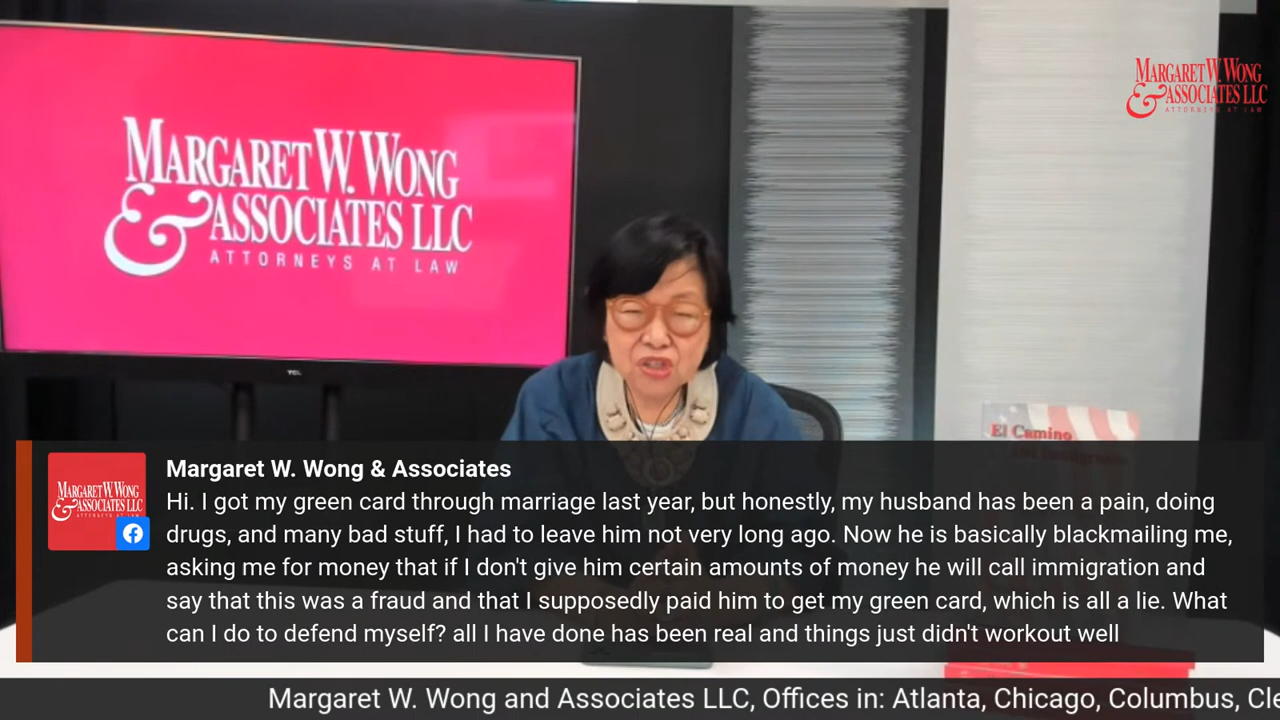 MARGARET W. WONG
& ASSOCIATES LLC
ATTORNEYS AT LAW
MARGARET W. WONG
& ASSOCIATES LLC
ATTORNEYS AT LAW
TCL
El Camino
Margaret W. Wong & Associates
MARGARET W. WONG
& ASSOCIATES LLC
Hi. I got my green card through marriage last year, but honestly, my husband has been a pain, doing
drugs, and many bad stuff, I had to leave him not very long ago. Now he is basically blackmailing me,
asking me for money that if I don't give him certain amounts of money he will call immigration and
say that this was a fraud and that I supposedly paid him to get my green card, which is all a lie. What
can I do to defend myself? all I have done has been real and things just didn't workout well
Margaret W. Wong and Associates LLC, Offices in: Atlanta, Chicago, Columbus, Cle